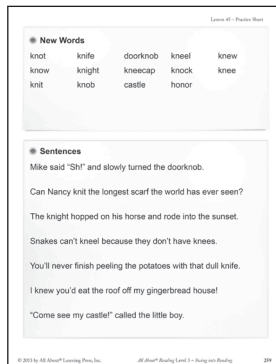 Lesson 45 – Practice Sheet
New Words
knot knife doorknob kneel knew
know knight kneecap knock knee
knit knob castle honor
Sentences
Mike said “Sh!” and slowly turned the doorknob.
Can Nancy knit the longest scarf the world has ever seen?
The knight hopped on his horse and rode into the sunset.
Snakes can’t kneel because they don’t have knees.
You’ll never finish peeling the potatoes with that dull knife.
I knew you’d eat the roof off my gingerbread house!
“Come see my castle!” called the little boy.
© 2013 by All About® Learning Press, Inc. All About® Reading Level 3 – Swing into Reading 259